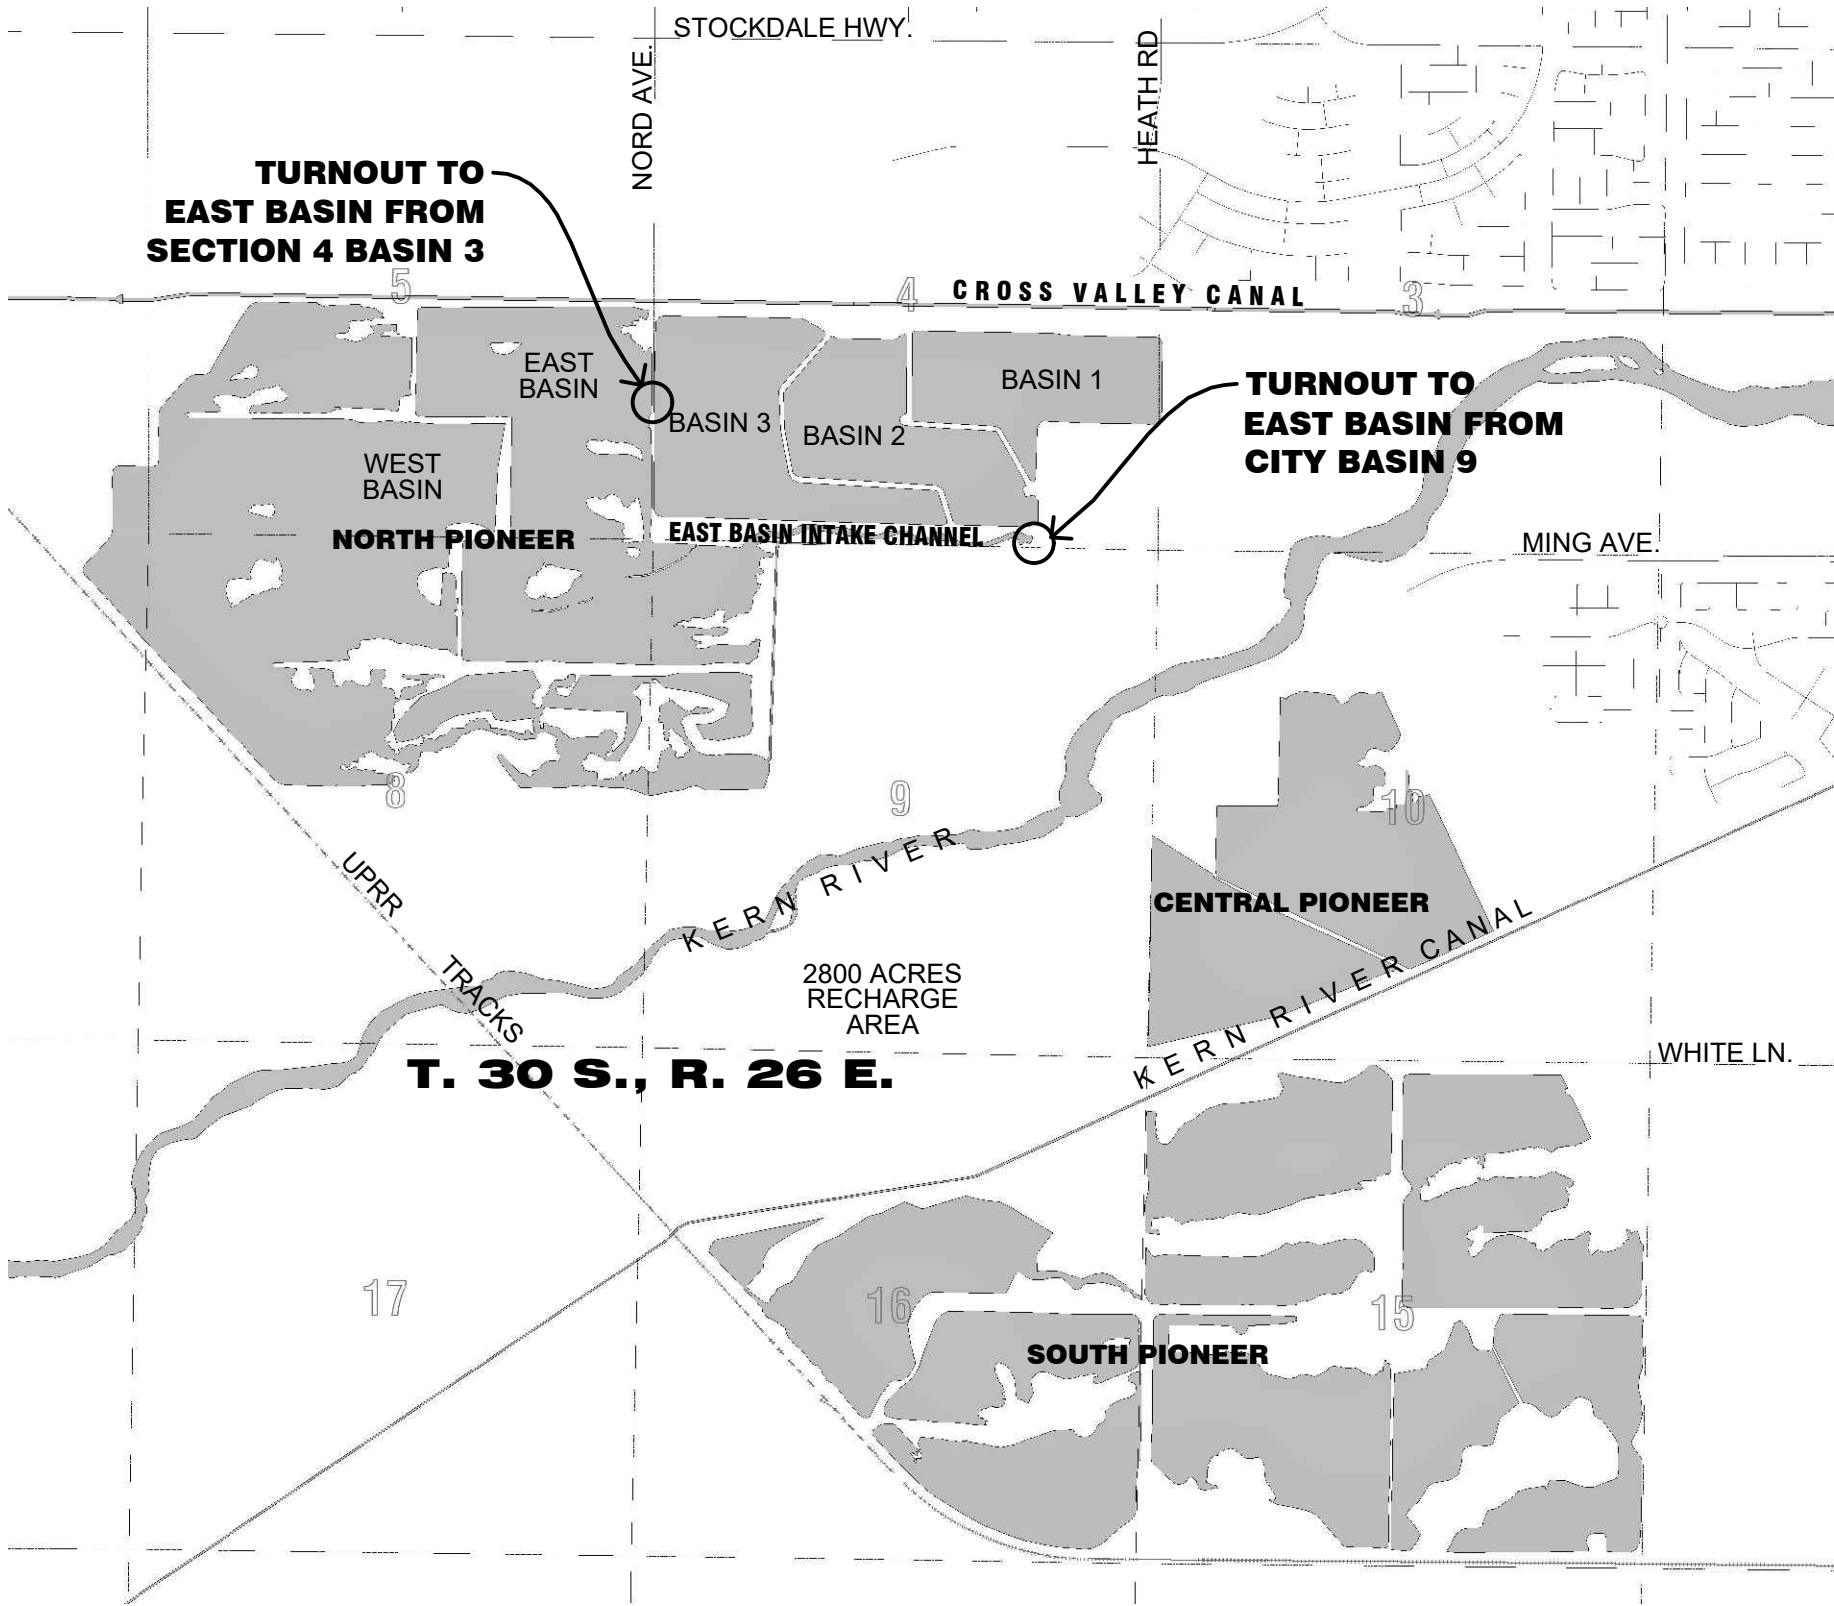 STOCKDALE HWY.
NORD AVE.
HEATH RD
TURNOUT TO
EAST BASIN FROM
SECTION 4 BASIN 3
5
4
3
CROSS VALLEY CANAL
EAST
BASIN
BASIN 3
BASIN 2
BASIN 1
TURNOUT TO
EAST BASIN FROM
CITY BASIN 9
WEST
BASIN
NORTH PIONEER
EAST BASIN INTAKE CHANNEL
MING AVE.
8
9
10
UPRR
TRACKS
KERN RIVER
CENTRAL PIONEER
KERN RIVER CANAL
2800 ACRES
RECHARGE
AREA
T. 30 S., R. 26 E.
WHITE LN.
17
16
15
SOUTH PIONEER